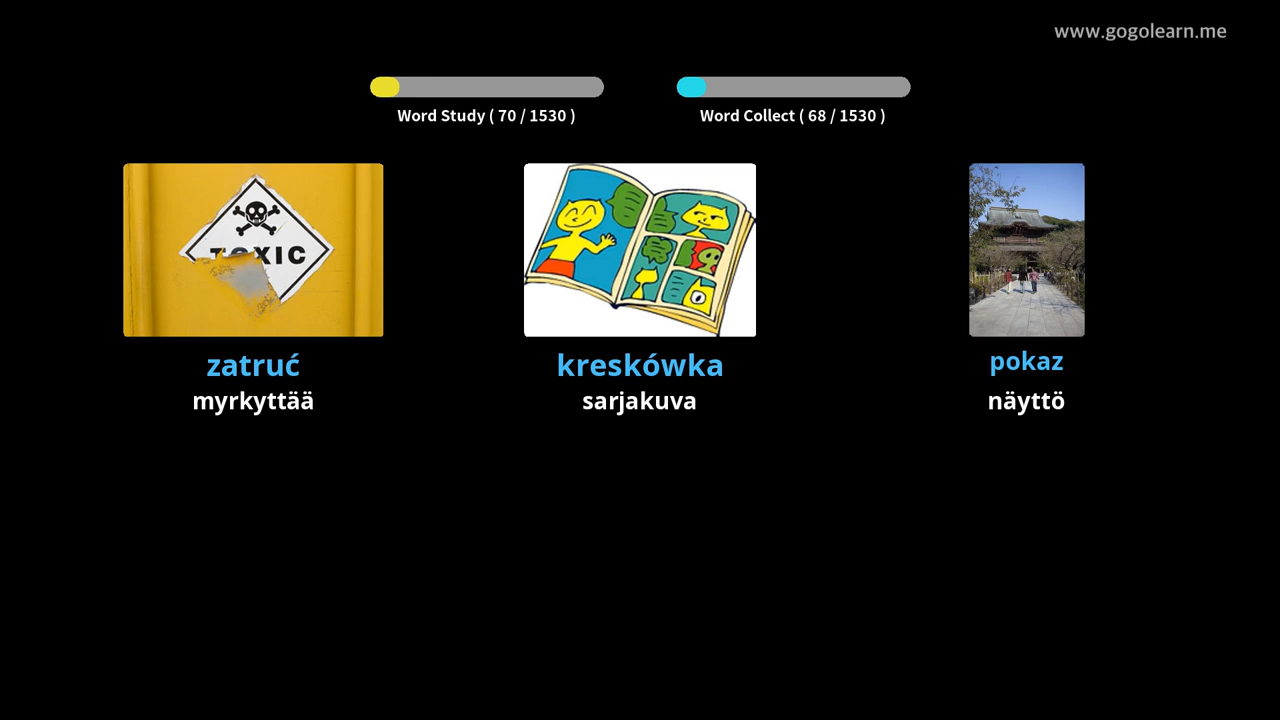 www.gogolearn.me
Word Study ( 70 / 1530 )
Word Collect ( 68 / 1530 )
TOXIC
zatruć
kreskówka
pokaz
myrkyttää
sarjakuva
näyttö